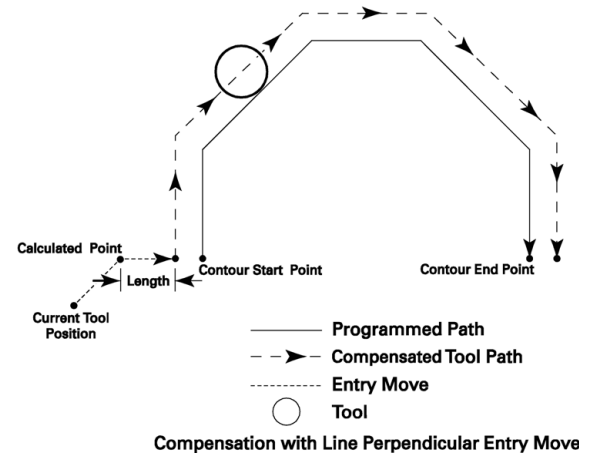 Calculated Point
Length
Contour Start Point
Contour End Point
Current Tool
Position
Programmed Path
Compensated Tool Path
Entry Move
Tool
Compensation with Line Perpendicular Entry Move